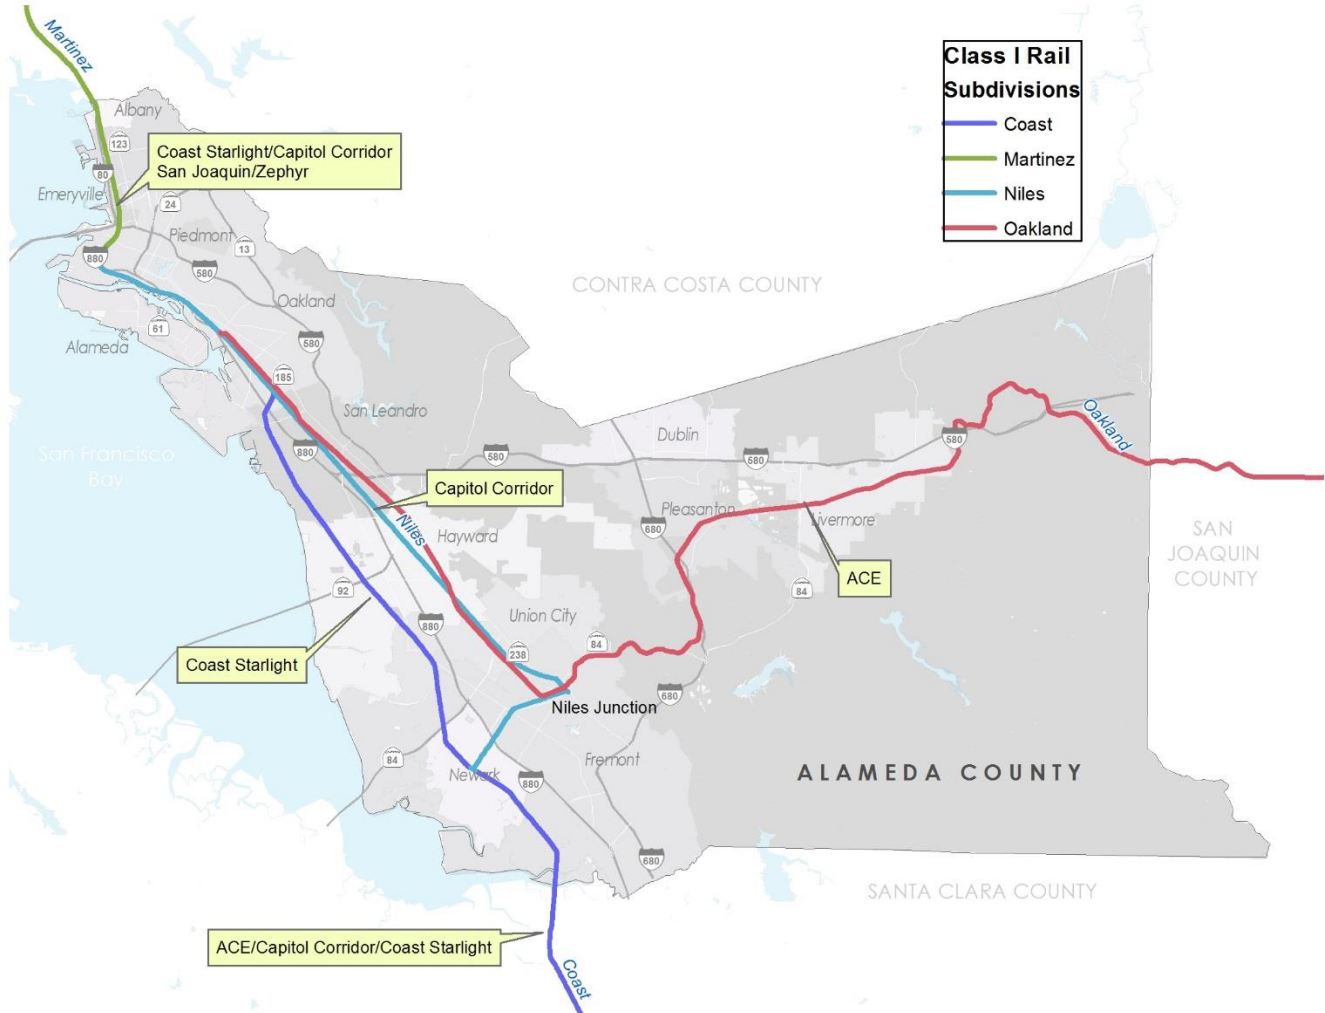 Martinez
Class I Rail
Subdivisions
Coast
Martinez
Niles
Oakland
Albany
123
Coast Starlight/Capitol Corridor
San Joaquin/Zephyr
80
Emeryville
24
Piedmont
13
880
580
CONTRA COSTA COUNTY
Oakland
61
Alameda
580
185
San Leandro
Oakland
Dublin
580
San Francisco
Bay
880
580
580
Capitol Corridor
Pleasanton
Livermore
Niles
Hayward
680
SAN
JOAQUIN
COUNTY
ACE
92
84
Union City
880
84
238
Coast Starlight
680
Niles Junction
84
Fremont
Newark
880
ALAMEDA COUNTY
680
SANTA CLARA COUNTY
ACE/Capitol Corridor/Coast Starlight
Coast